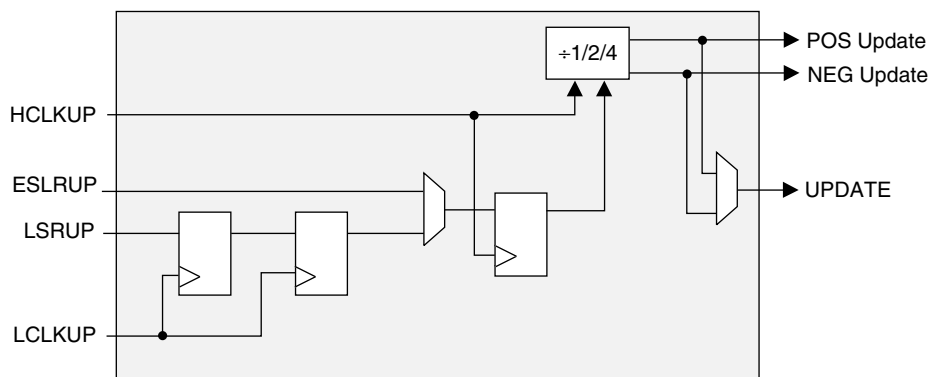 ÷1/2/4
POS Update
NEG Update
HCLKUP
ESLRUP
UPDATE
LSRUP
LCLKUP